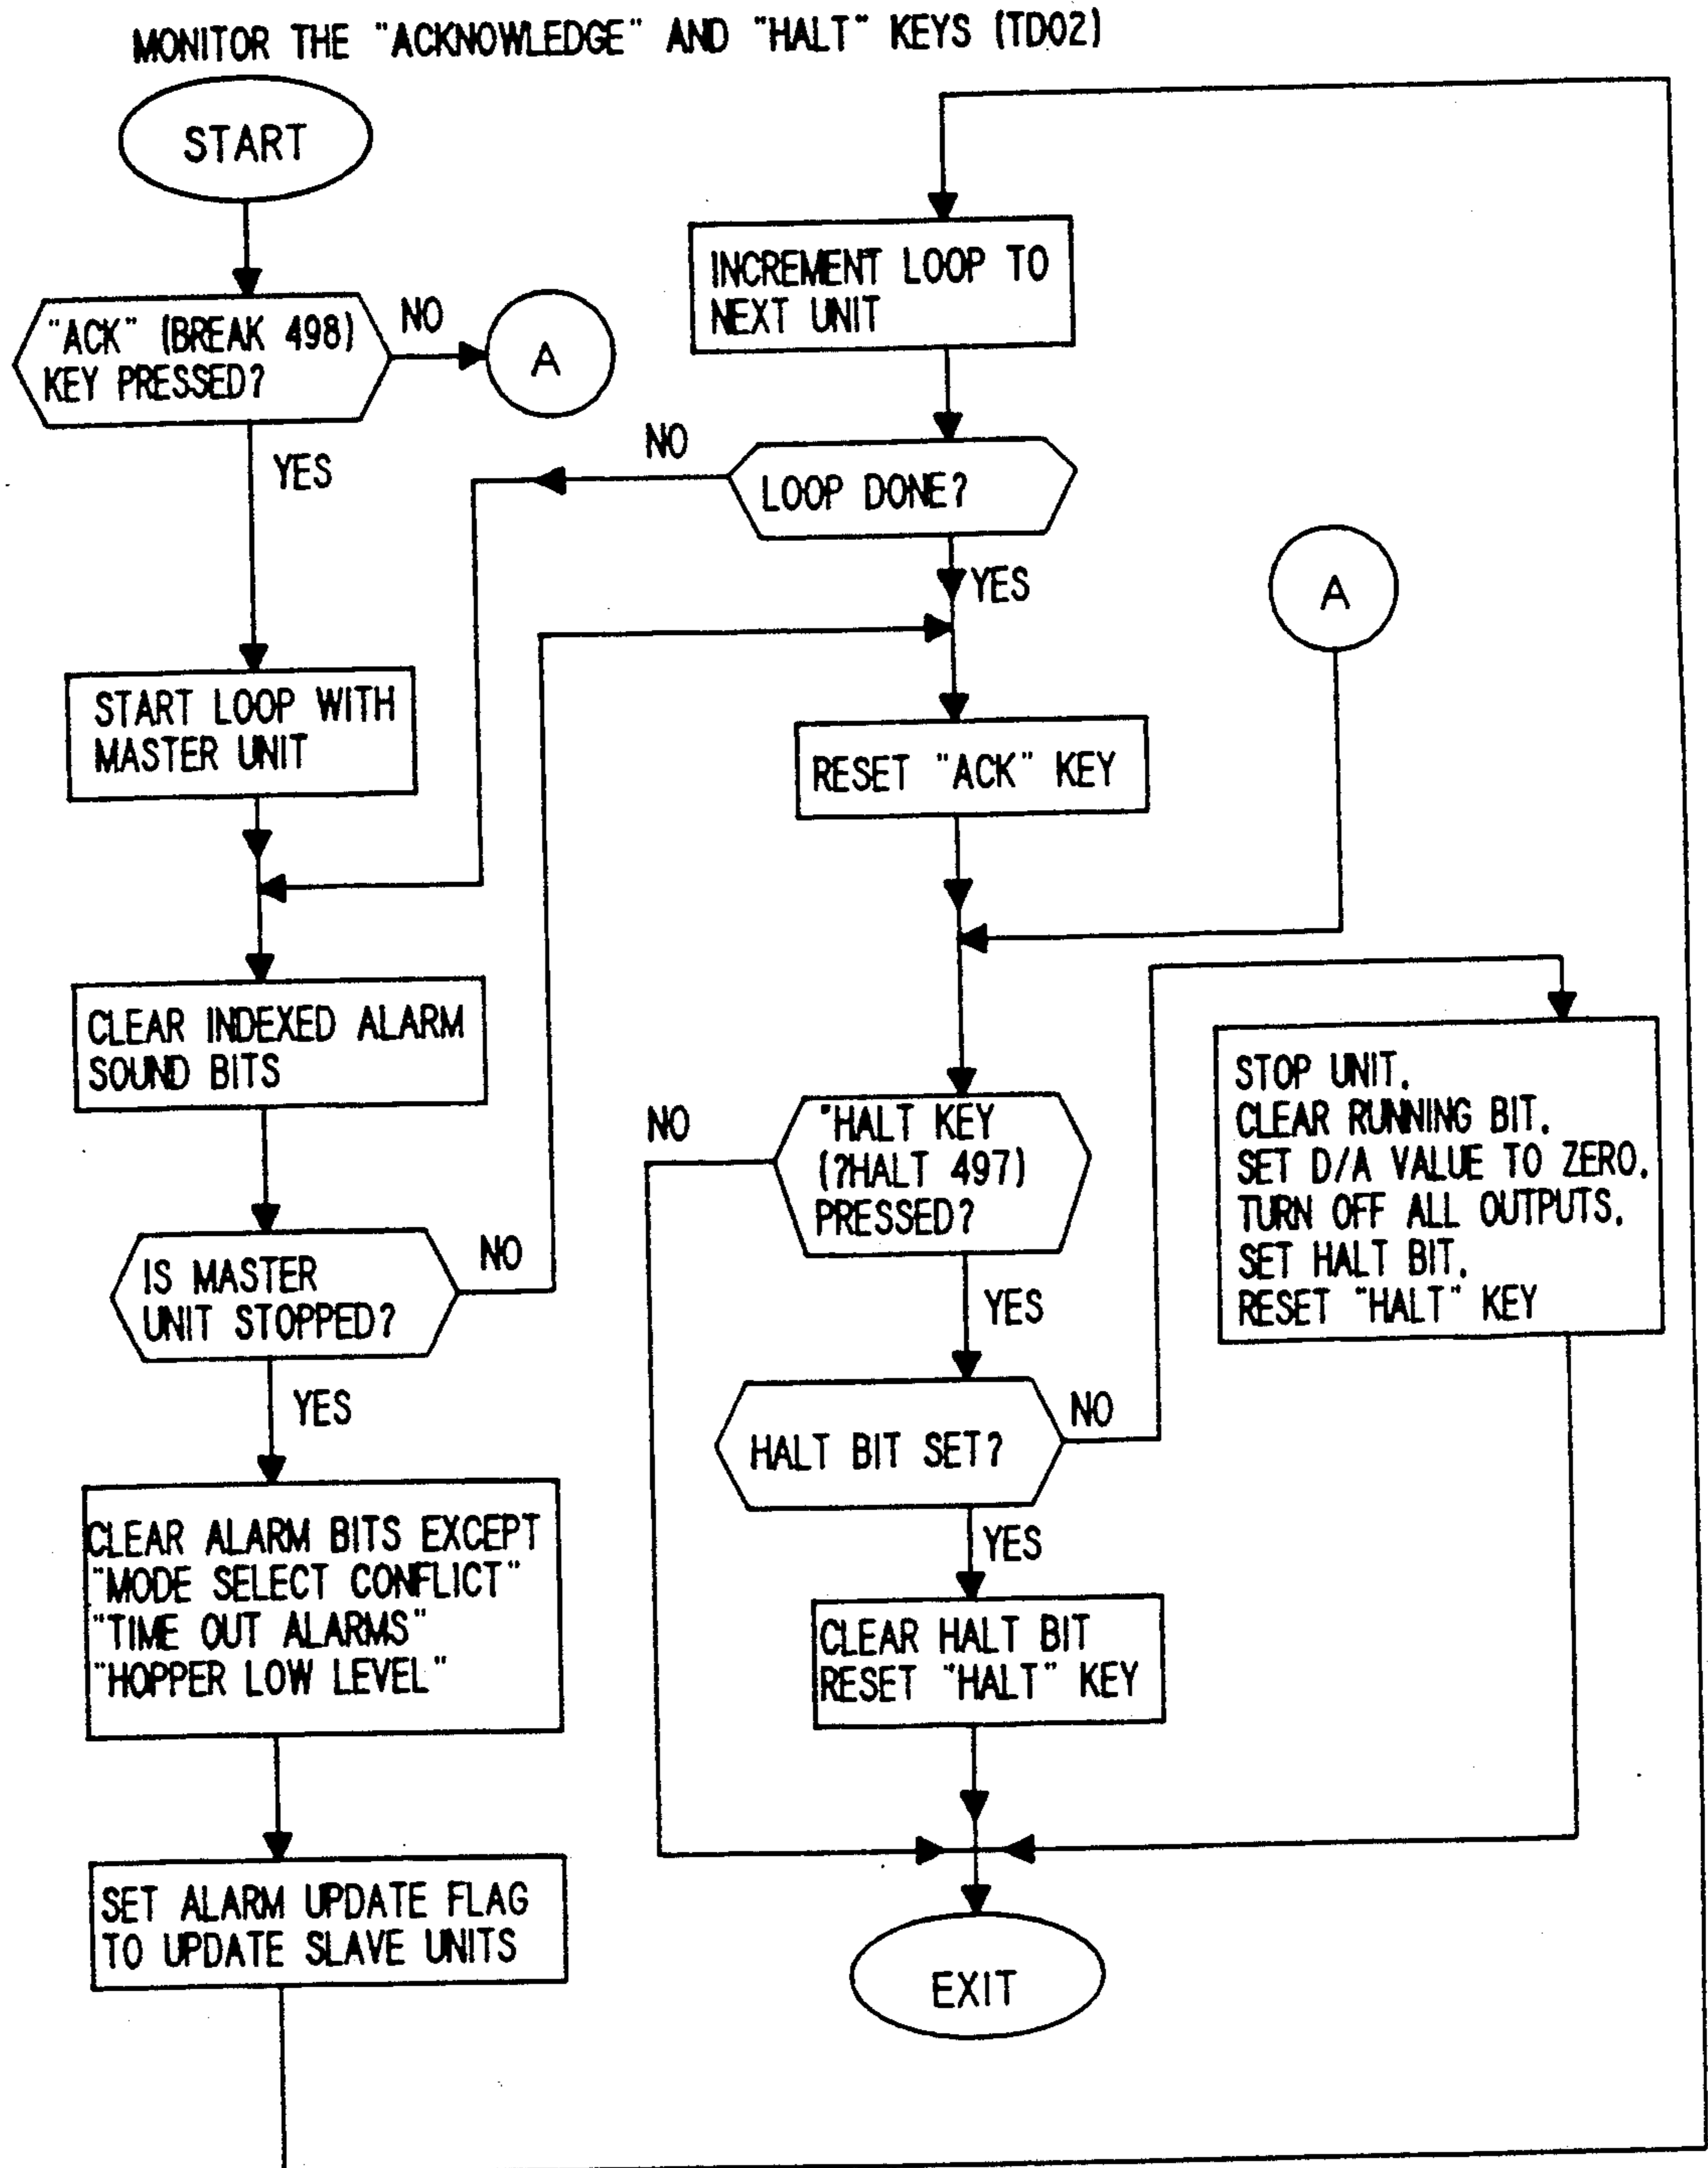 MONITOR THE "ACKNOWLEDGE" AND "HALT" KEYS (TD02)
START
"ACK" (BREAK 498)
KEY PRESSED?
NO
A
YES
START LOOP WITH
MASTER UNIT
CLEAR INDEXED ALARM
SOUND BITS
IS MASTER
UNIT STOPPED?
NO
YES
CLEAR ALARM BITS EXCEPT
"MODE SELECT CONFLICT"
"TIME OUT ALARMS"
"HOPPER LOW LEVEL"
SET ALARM UPDATE FLAG
TO UPDATE SLAVE UNITS
INCREMENT LOOP TO
NEXT UNIT
LOOP DONE?
NO
YES
RESET "ACK" KEY
A
"HALT KEY
(?HALT 497)
PRESSED?
NO
YES
HALT BIT SET?
NO
YES
CLEAR HALT BIT
RESET "HALT" KEY
STOP UNIT.
CLEAR RUNNING BIT.
SET D/A VALUE TO ZERO.
TURN OFF ALL OUTPUTS.
SET HALT BIT.
RESET "HALT" KEY
EXIT